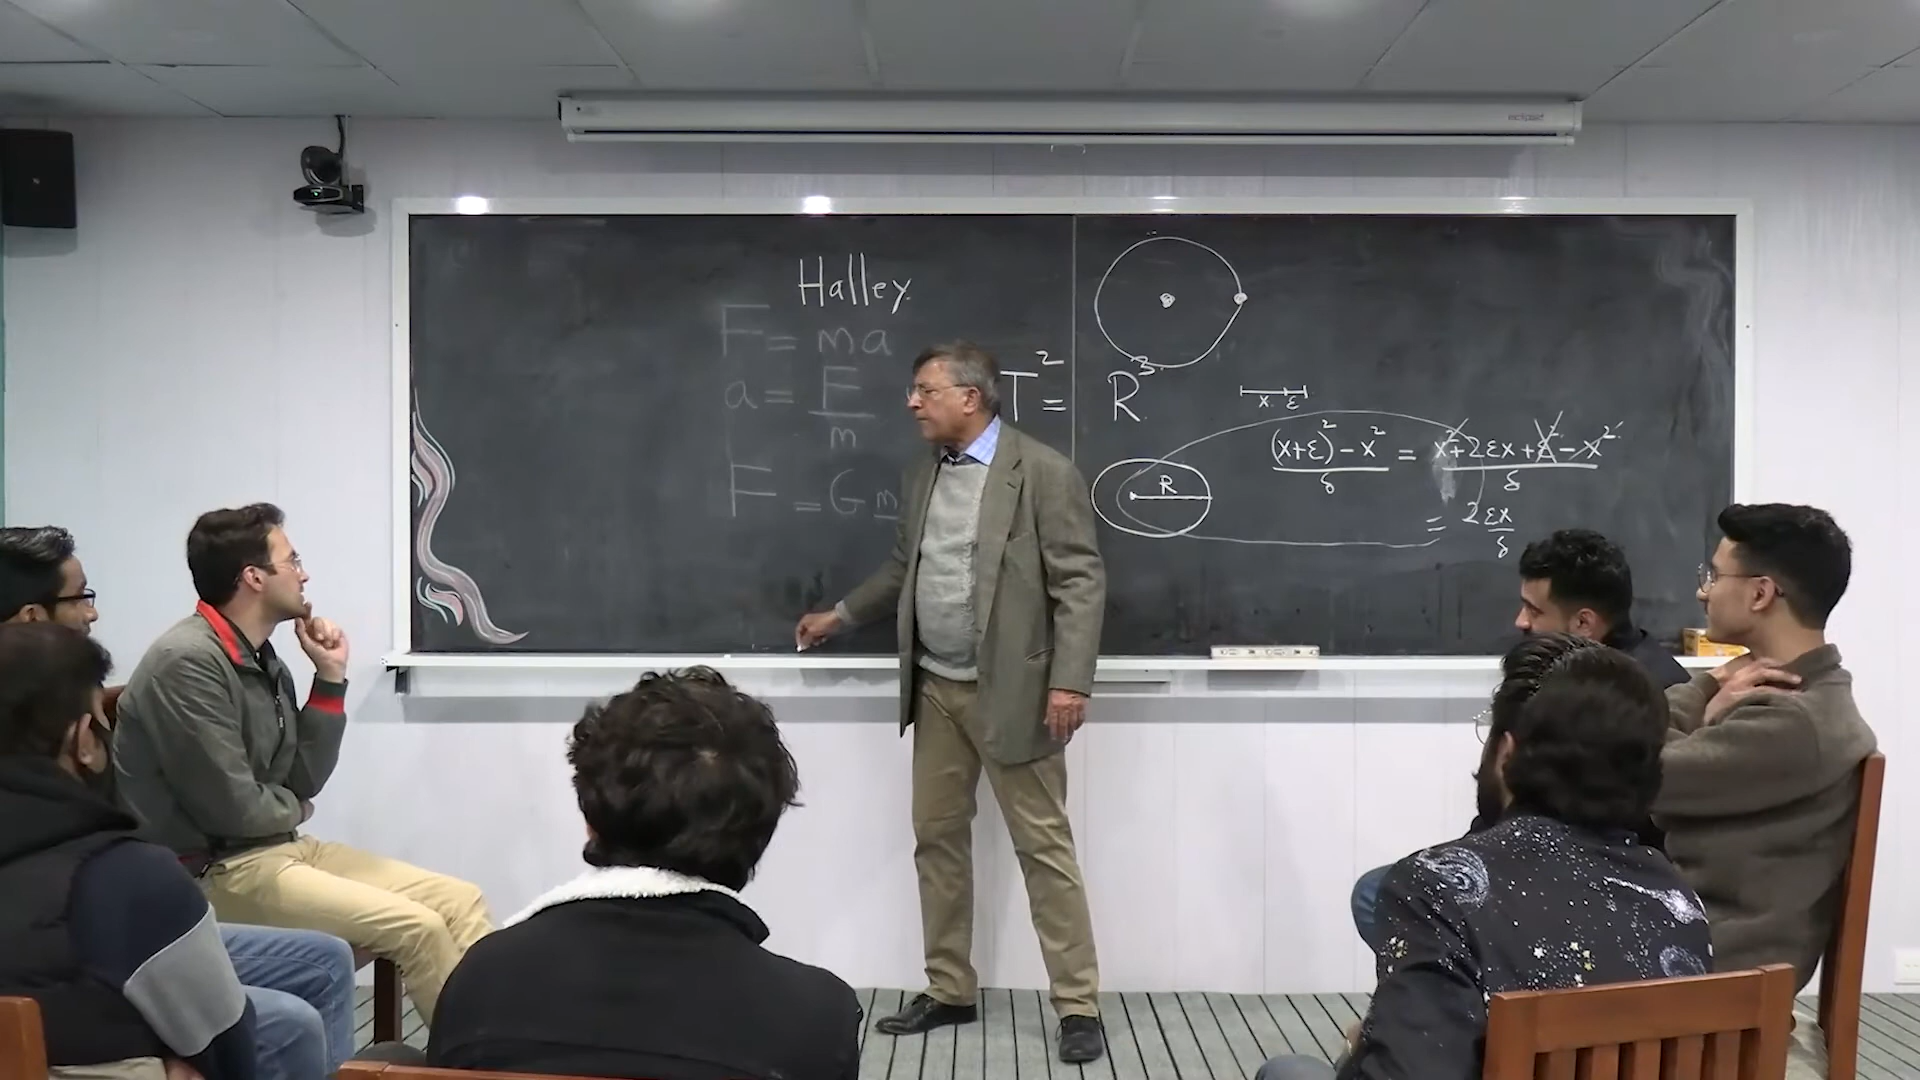 Halley.
F = ma
a = F/m
F = G m
T² = R³
x. ε
((x+ε)² - x²)/δ = (x² + 2εx + ε² - x²)/δ
R
= 2εx/δ